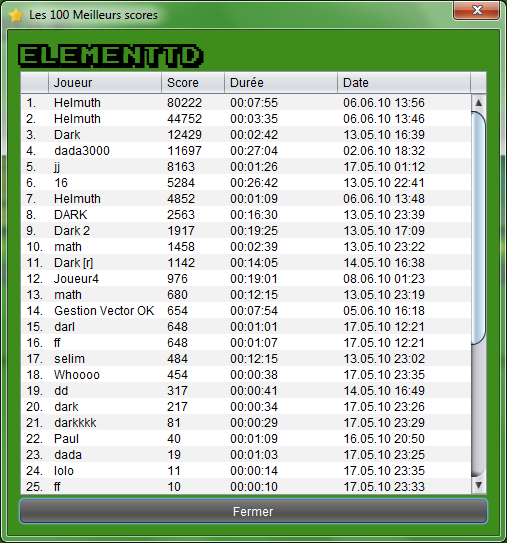 Les 100 Meilleurs scores
ELEMENTTD
Joueur Score Durée Date
1. Helmuth 80222 00:07:55 06.06.10 13:56
2. Helmuth 44752 00:03:35 06.06.10 13:46
3. Dark 12429 00:02:42 13.05.10 16:39
4. dada3000 11697 00:27:04 02.06.10 18:32
5. jj 8163 00:01:26 17.05.10 01:12
6. 16 5284 00:26:42 13.05.10 22:41
7. Helmuth 4852 00:01:09 06.06.10 13:48
8. DARK 2563 00:16:30 13.05.10 23:39
9. Dark 2 1917 00:19:25 13.05.10 17:09
10. math 1458 00:02:39 13.05.10 23:22
11. Dark [r] 1142 00:14:05 14.05.10 16:38
12. Joueur4 976 00:19:01 08.06.10 01:23
13. math 680 00:12:15 13.05.10 23:19
14. Gestion Vector OK 654 00:07:54 05.06.10 16:18
15. darl 648 00:01:01 17.05.10 12:21
16. ff 648 00:01:07 17.05.10 12:21
17. selim 484 00:12:15 13.05.10 23:02
18. Whoooo 454 00:00:38 17.05.10 23:35
19. dd 317 00:00:41 14.05.10 16:49
20. dark 217 00:00:34 17.05.10 23:26
21. darkkkk 81 00:00:29 17.05.10 23:29
22. Paul 40 00:01:09 16.05.10 20:50
23. dada 19 00:01:03 17.05.10 23:25
24. lolo 11 00:00:14 17.05.10 23:35
25. ff 10 00:00:10 17.05.10 23:33
Fermer